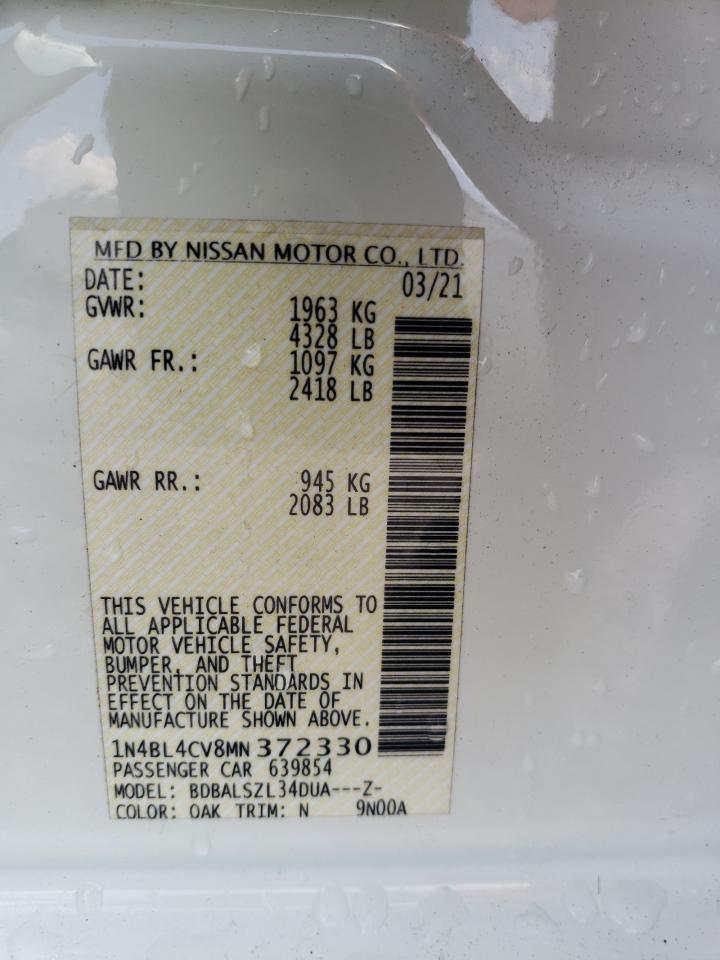 MFD BY NISSAN MOTOR CO., LTD.
DATE: 03/21
GVWR: 1963 KG
4328 LB
GAWR FR.: 1097 KG
2418 LB
GAWR RR.: 945 KG
2083 LB
THIS VEHICLE CONFORMS TO
ALL APPLICABLE FEDERAL
MOTOR VEHICLE SAFETY,
BUMPER, AND THEFT
PREVENTION STANDARDS IN
EFFECT ON THE DATE OF
MANUFACTURE SHOWN ABOVE.
1N4BL4CV8MN372330
PASSENGER CAR 639854
MODEL: BDBALSZL34DUA---Z-
COLOR: QAK TRIM: N 9N00A